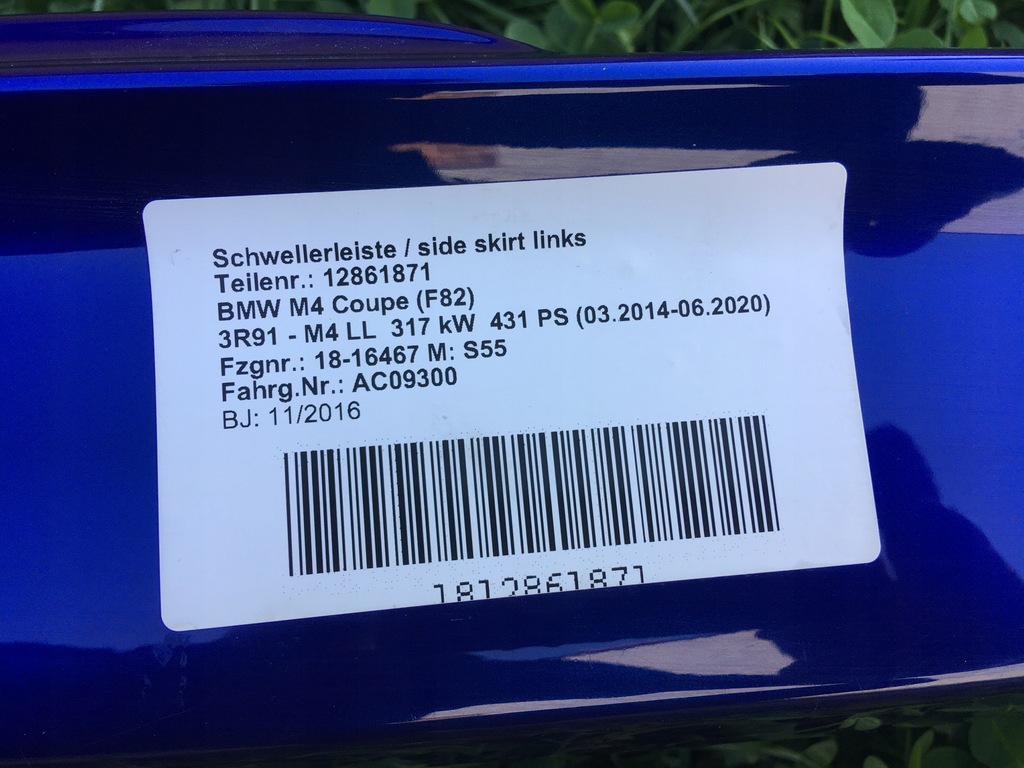 Schwellerleiste / side skirt links
Teilenr.: 12861871
BMW M4 Coupe (F82)
3R91 - M4 LL 317 kW 431 PS (03.2014-06.2020)
Fzgnr.: 18-16467 M: S55
Fahrg.Nr.: AC09300
BJ: 11/2016
1812861871